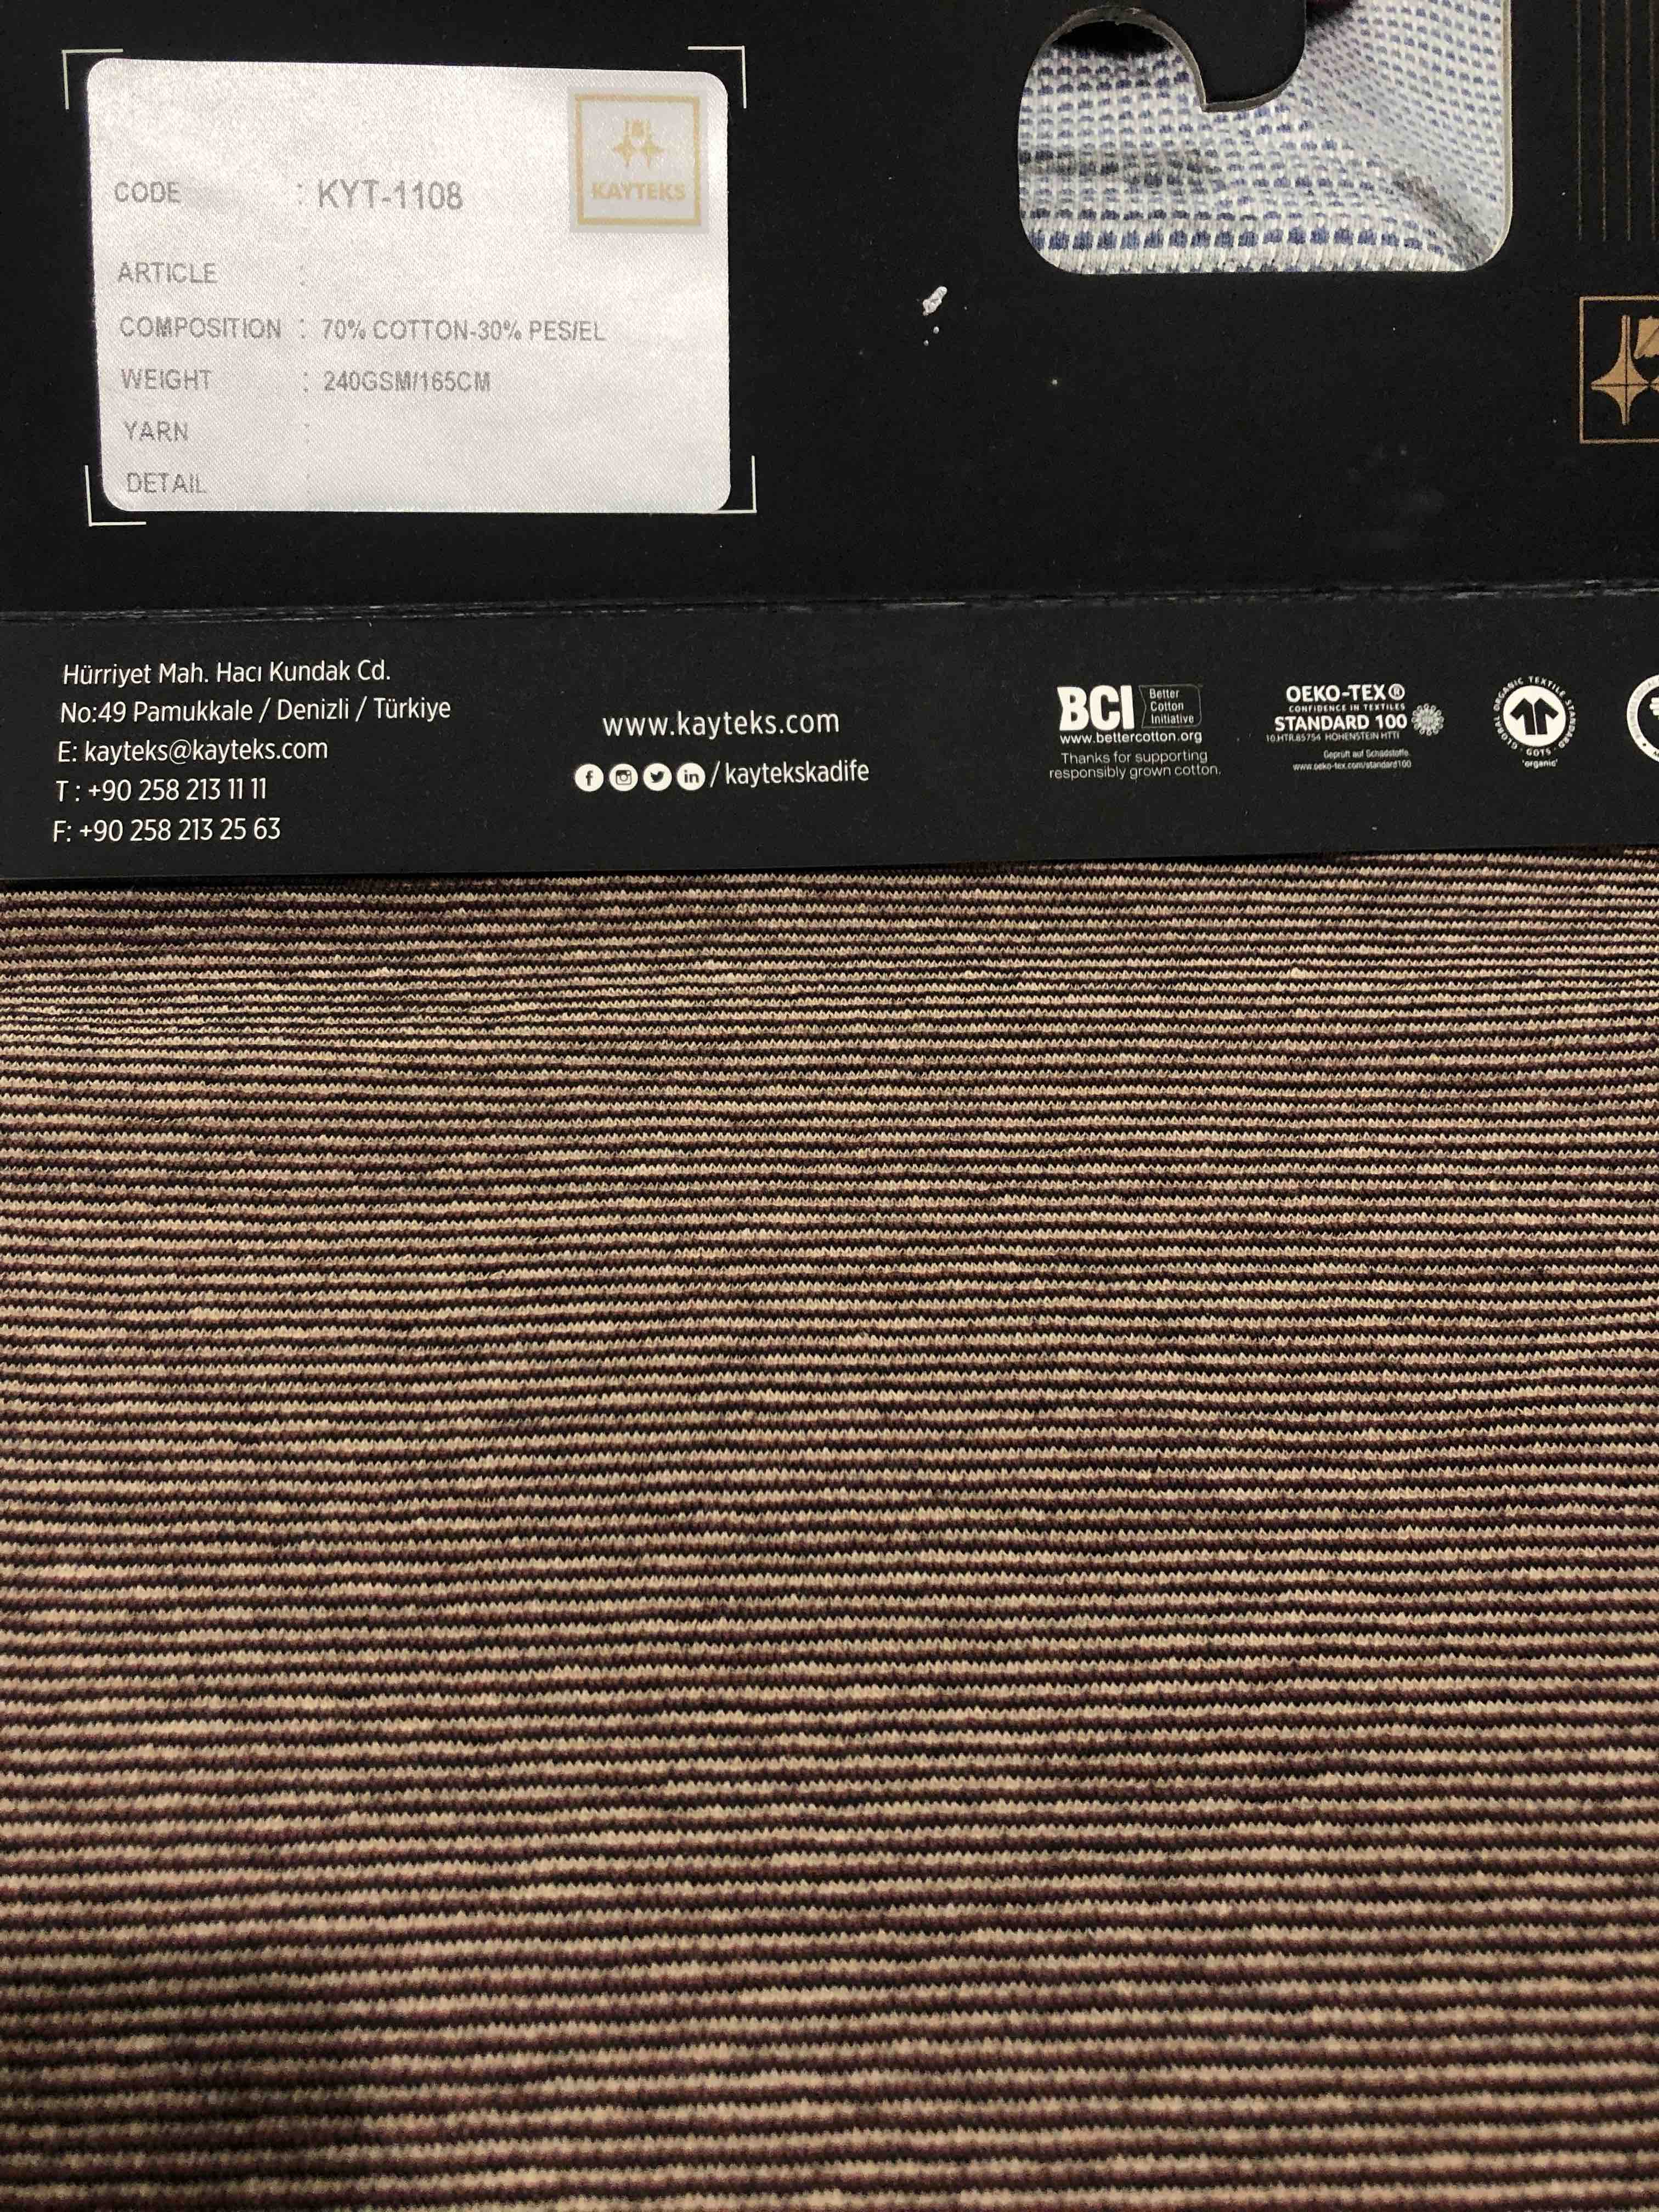 KAYTEKS
CODE : KYT-1108
ARTICLE :
COMPOSITION : 70% COTTON-30% PES/EL
WEIGHT : 240GSM/165CM
YARN :
DETAIL :
Hürriyet Mah. Hacı Kundak Cd.
No:49 Pamukkale / Denizli / Türkiye
E: kayteks@kayteks.com
T : +90 258 213 11 11
F: +90 258 213 25 63
www.kayteks.com
/ kaytekskadife
BCI Better
Cotton
Initiative
www.bettercotton.org
Thanks for supporting
responsibly grown cotton.
OEKO-TEX®
CONFIDENCE IN TEXTILES
STANDARD 100
10.HTR.85754 HOHENSTEIN HTTI
Geprüft auf Schadstoffe.
www.oeko-tex.com/standard100
GLOBAL ORGANIC TEXTILE STANDARD
· GOTS ·
'organic'